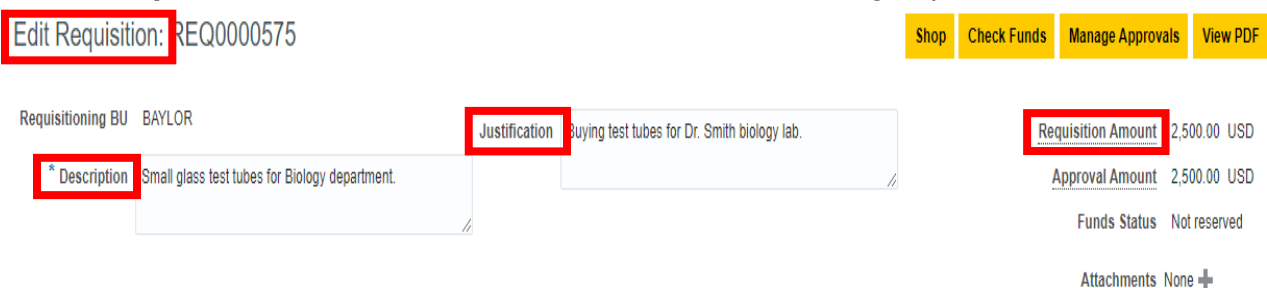 Edit Requisition: REQ0000575
Shop Check Funds Manage Approvals View PDF
Requisitioning BU BAYLOR
* Description Small glass test tubes for Biology department.
Justification Buying test tubes for Dr. Smith biology lab.
Requisition Amount 2,500.00 USD
Approval Amount 2,500.00 USD
Funds Status Not reserved
Attachments None